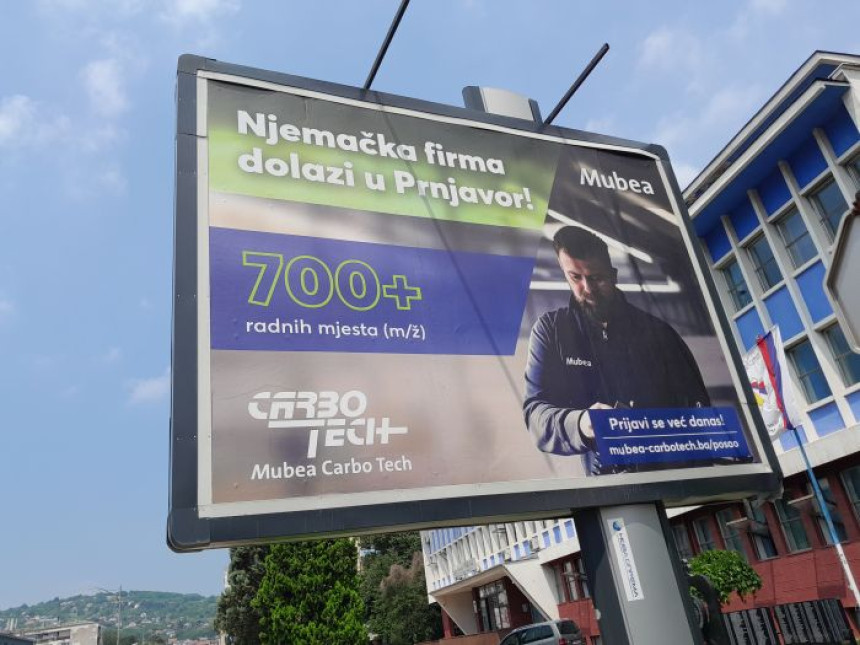 Njemačka firma
dolazi u Prnjavor!
Mubea
700+
radnih mjesta (m/ž)
Mubea
CARBO
TECH
Mubea Carbo Tech
Prijavi se već danas!
mubea-carbotech.ba/posao